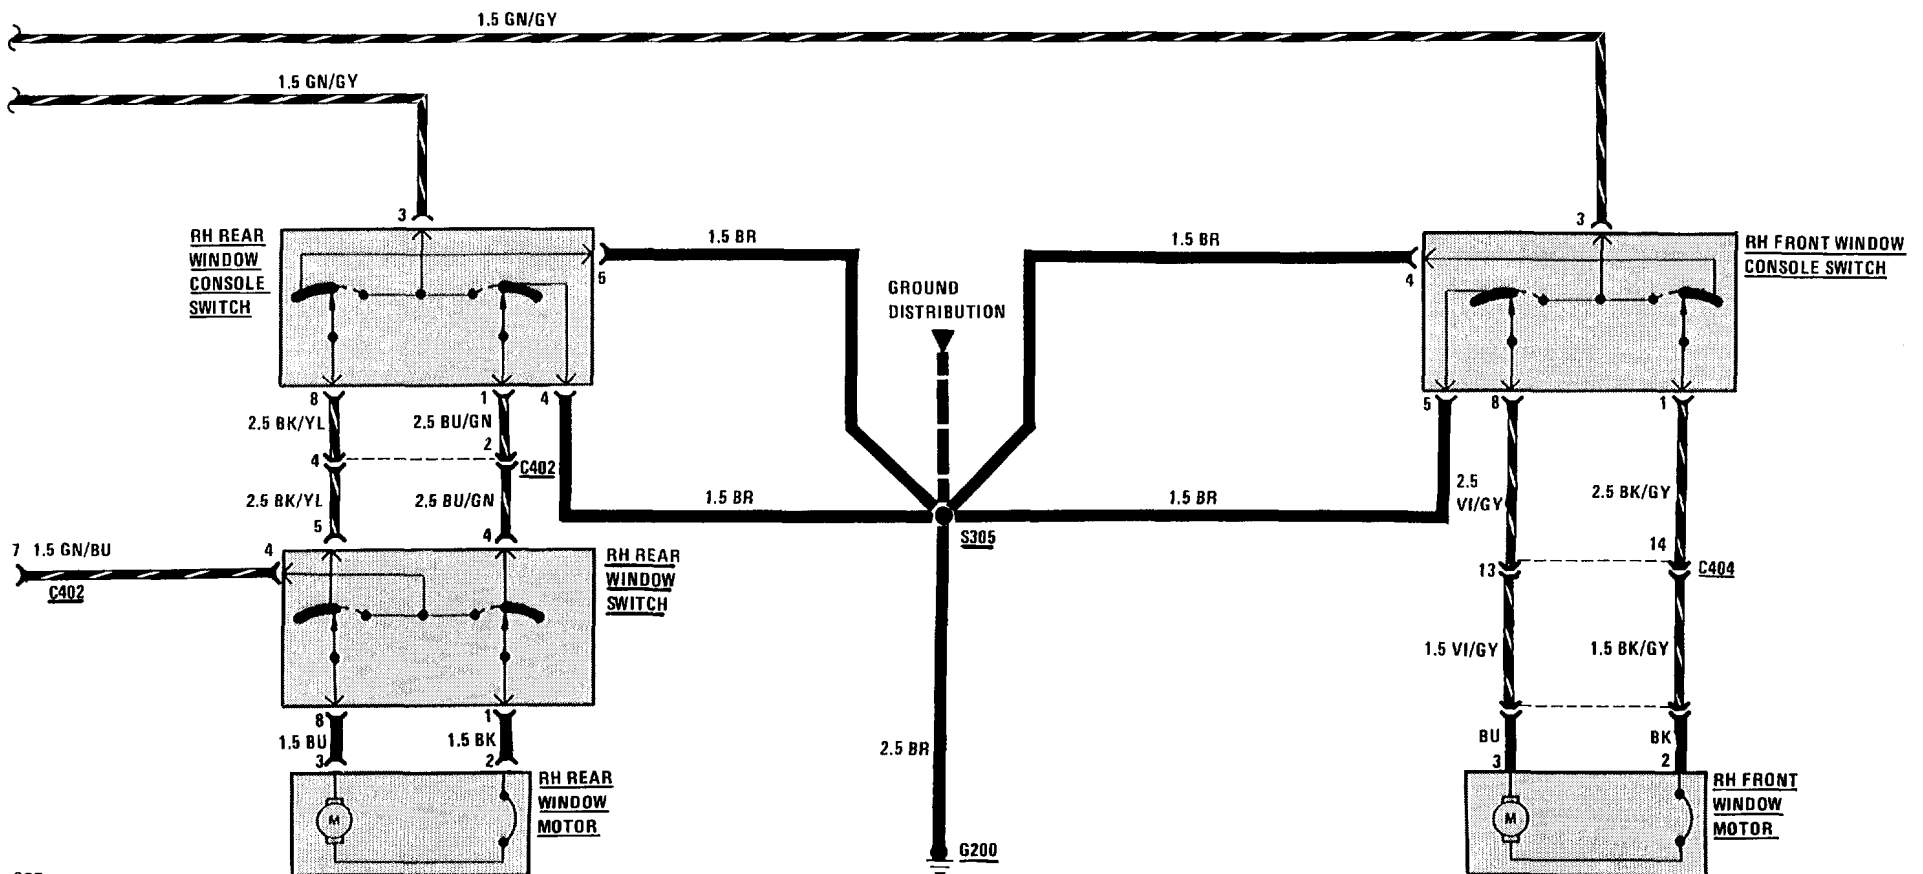 1.5 GN/GY
1.5 GN/GY
3
3
RH REAR
WINDOW
CONSOLE
SWITCH
1.5 BR
5
GROUND
DISTRIBUTION
1.5 BR
4
RH FRONT WINDOW
CONSOLE SWITCH
8
1
4
5
8
1
2.5 BK/YL
2.5 BU/GN
2
4
C402
2.5 BK/YL
2.5 BU/GN
1.5 BR
1.5 BR
2.5
VI/GY
2.5 BK/GY
5
4
S305
14
13
C404
7 1.5 GN/BU
4
C402
RH REAR
WINDOW
SWITCH
1.5 VI/GY
1.5 BK/GY
8
1
1.5 BU
1.5 BK
3
2
2.5 BR
BU
BK
3
2
RH REAR
WINDOW
MOTOR
M
G200
RH FRONT
WINDOW
MOTOR
M